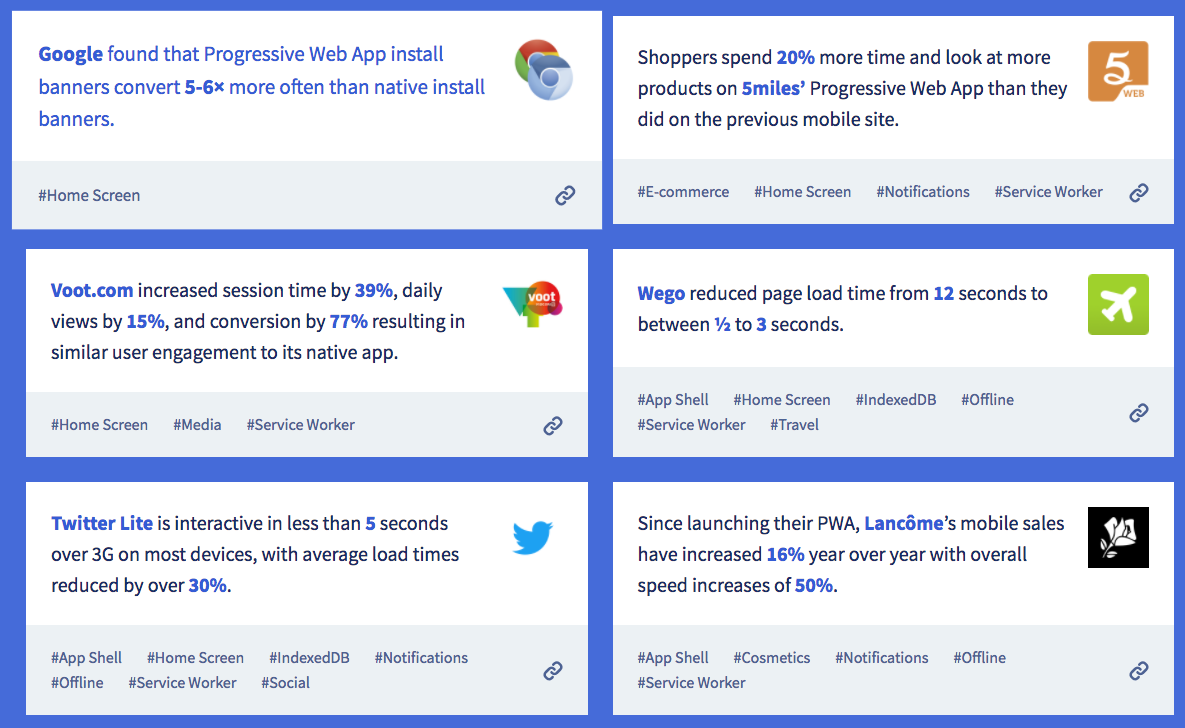 Google found that Progressive Web App install
banners convert 5-6× more often than native install
banners.
#Home Screen
Shoppers spend 20% more time and look at more
products on 5miles’ Progressive Web App than they
did on the previous mobile site.
5
WEB
#E-commerce #Home Screen #Notifications #Service Worker
Voot.com increased session time by 39%, daily
views by 15%, and conversion by 77% resulting in
similar user engagement to its native app.
voot
#Home Screen #Media #Service Worker
Wego reduced page load time from 12 seconds to
between ½ to 3 seconds.
#App Shell #Home Screen #IndexedDB #Offline
#Service Worker #Travel
Twitter Lite is interactive in less than 5 seconds
over 3G on most devices, with average load times
reduced by over 30%.
#App Shell #Home Screen #IndexedDB #Notifications
#Offline #Service Worker #Social
Since launching their PWA, Lancôme’s mobile sales
have increased 16% year over year with overall
speed increases of 50%.
#App Shell #Cosmetics #Notifications #Offline
#Service Worker